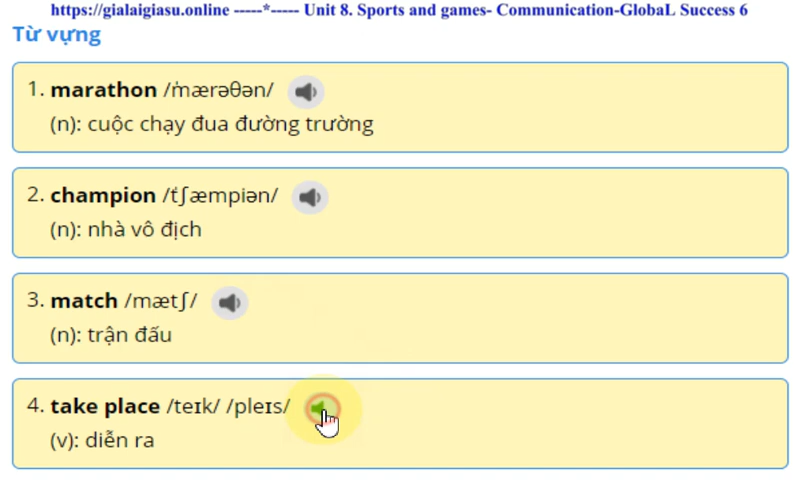 https://gialaigiasu.online -----*----- Unit 8. Sports and games- Communication-GlobaL Success 6
Từ vựng
1. marathon /ˈmærəθən/
(n): cuộc chạy đua đường trường
2. champion /ˈtʃæmpiən/
(n): nhà vô địch
3. match /mætʃ/
(n): trận đấu
4. take place /teɪk/ /pleɪs/
(v): diễn ra